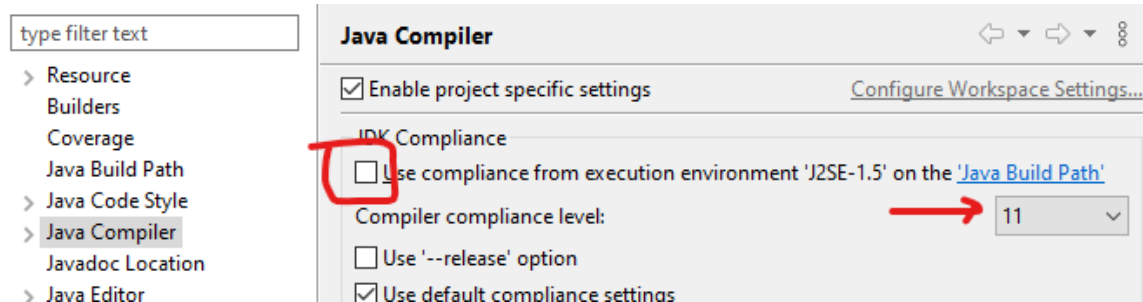 type filter text
Resource
Builders
Coverage
Java Build Path
Java Code Style
Java Compiler
Javadoc Location
Java Editor
Java Compiler
Enable project specific settings
Configure Workspace Settings...
JDK Compliance
Use compliance from execution environment 'J2SE-1.5' on the 'Java Build Path'
Compiler compliance level:
11
Use '--release' option
Use default compliance settings